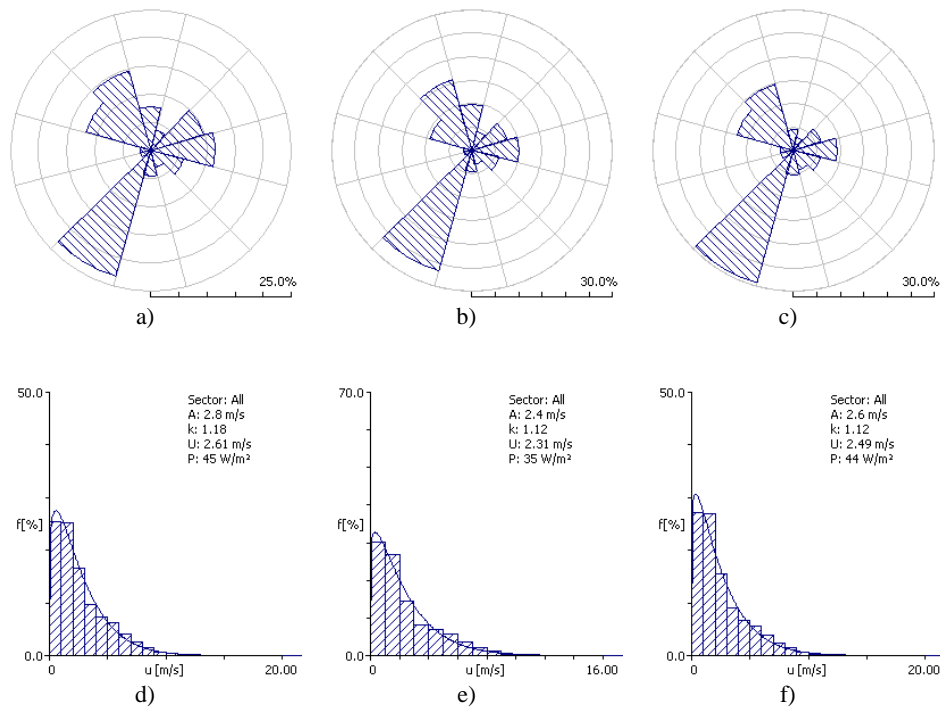 25.0%
30.0%
30.0%
a)
b)
c)
50.0
Sector: All
A: 2.8 m/s
k: 1.18
U: 2.61 m/s
P: 45 W/m²
f[%]
0.0
0
u [m/s]
20.00
70.0
Sector: All
A: 2.4 m/s
k: 1.12
U: 2.31 m/s
P: 35 W/m²
f[%]
0.0
0
u [m/s]
16.00
50.0
Sector: All
A: 2.6 m/s
k: 1.12
U: 2.49 m/s
P: 44 W/m²
f[%]
0.0
0
u [m/s]
20.00
d)
e)
f)